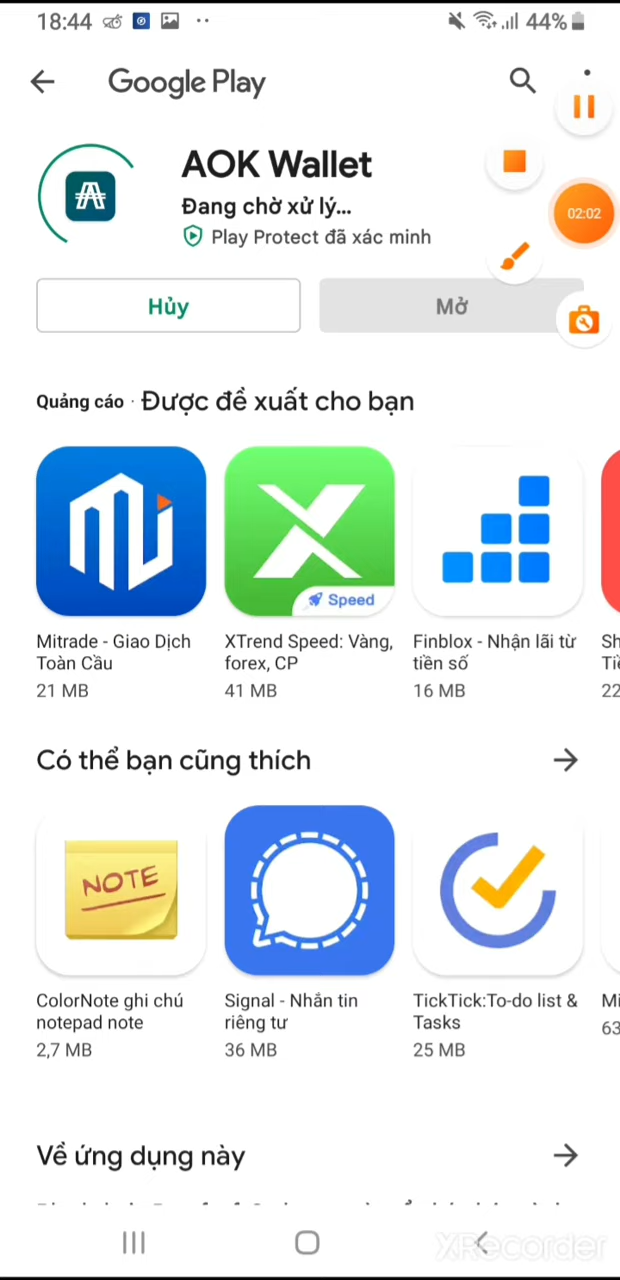 18:44
44%
Google Play
AOK Wallet
Đang chờ xử lý...
Play Protect đã xác minh
02:02
Hủy
Mở
Quảng cáo · Được đề xuất cho bạn
Speed
Mitrade - Giao Dịch Toàn Cầu
21 MB
XTrend Speed: Vàng, forex, CP
41 MB
Finblox - Nhận lãi từ tiền số
16 MB
Sh
Tiề
22
Có thể bạn cũng thích
NOTE
ColorNote ghi chú notepad note
2,7 MB
Signal - Nhắn tin riêng tư
36 MB
TickTick:To-do list & Tasks
25 MB
Mi
63
Về ứng dụng này
XRecorder